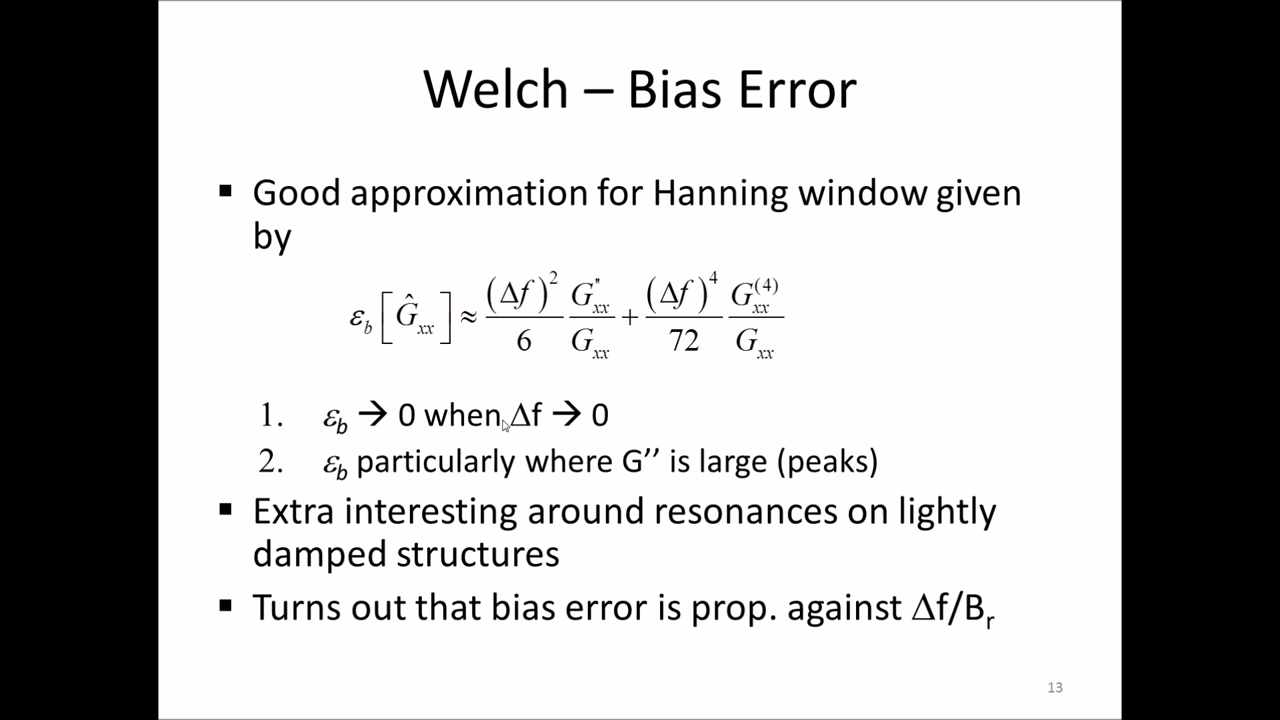 Welch – Bias Error
▪ Good approximation for Hanning window given
by
ε_b [Ĝ_xx] ≈ (Δf)^2/6 G''_xx/G_xx + (Δf)^4/72 G_xx^(4)/G_xx
1. ε_b → 0 when Δf → 0
2. ε_b particularly where G’’ is large (peaks)
▪ Extra interesting around resonances on lightly
damped structures
▪ Turns out that bias error is prop. against Δf/B_r
13